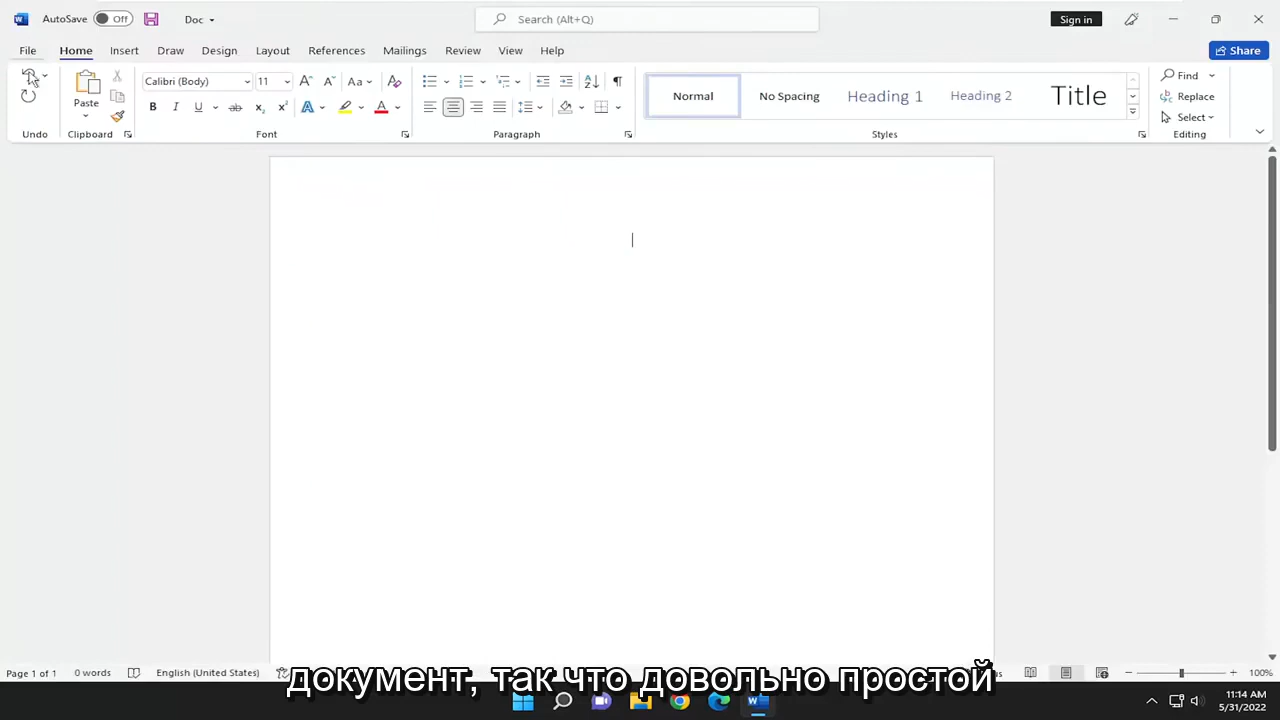 AutoSave Off Doc Search (Alt+Q) Sign in
File Home Insert Draw Design Layout References Mailings Review View Help Share
Paste
Calibri (Body) 11
Normal No Spacing Heading 1 Heading 2 Title
Find
Replace
Select
Undo Clipboard Font Paragraph Styles Editing
Page 1 of 1 0 words English (United States) 100%
документ, так что довольно простой
11:14 AM
5/31/2022